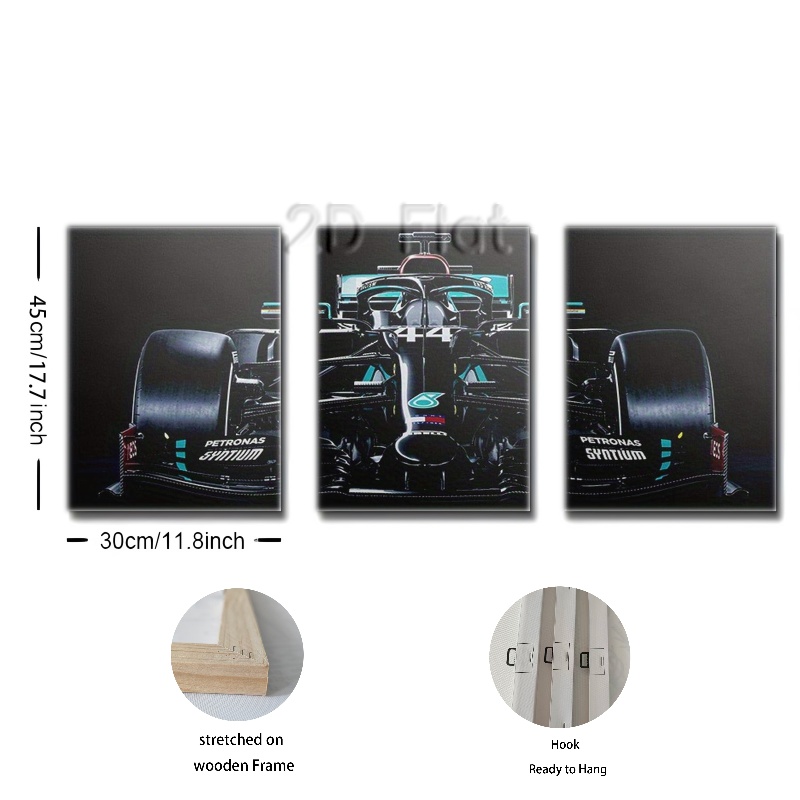 2D Flat
44
PETRONAS
SYNTIUM
PETRONAS
SYNTIUM
45cm/17.7inch
30cm/11.8inch
stretched on
wooden Frame
Hook
Ready to Hang